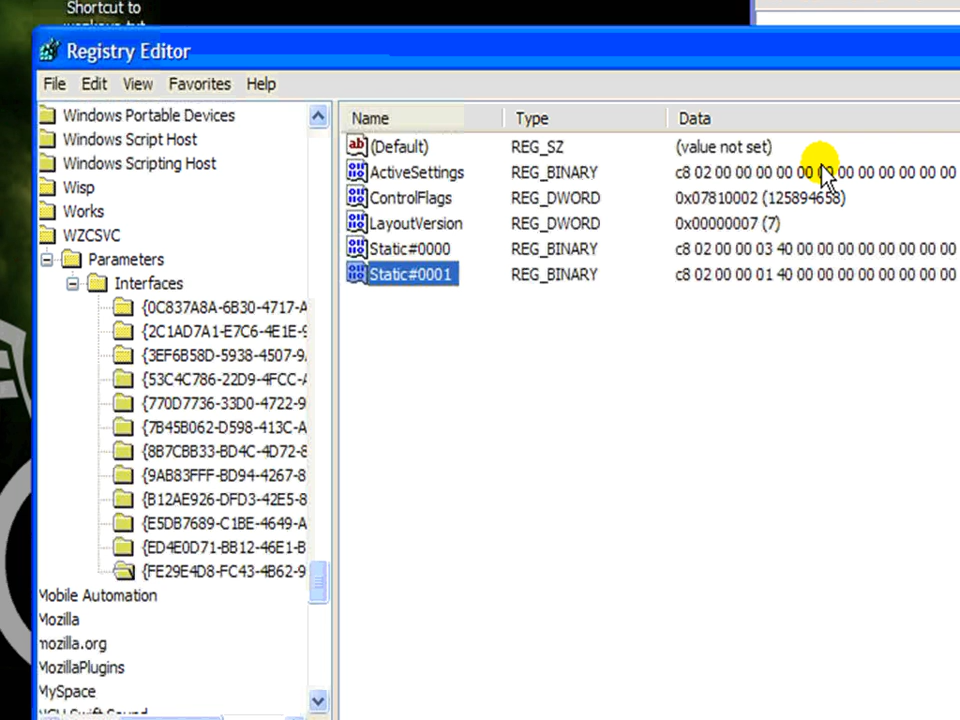 Shortcut to
Registry Editor
File Edit View Favorites Help
Windows Portable Devices
Windows Script Host
Windows Scripting Host
Wisp
Works
WZCSVC
Parameters
Interfaces
{0C837A8A-6B30-4717-A
{2C1AD7A1-E7C6-4E1E-9
{3EF6B58D-5938-4507-9
{53C4C786-22D9-4FCC-A
{770D7736-33D0-4722-9
{7B45B062-D598-413C-A
{8B7CBB33-BD4C-4D72-8
{9AB83FFF-BD94-4267-8
{B12AE926-DFD3-42E5-8
{E5DB7689-C1BE-4649-A
{ED4E0D71-BB12-46E1-B
{FE29E4D8-FC43-4B62-9
Mobile Automation
Mozilla
mozilla.org
MozillaPlugins
MySpace
Name Type Data
(Default) REG_SZ (value not set)
ActiveSettings REG_BINARY c8 02 00 00 00 00 00 00 00 00 00 00 00 00
ControlFlags REG_DWORD 0x07810002 (125894658)
LayoutVersion REG_DWORD 0x00000007 (7)
Static#0000 REG_BINARY c8 02 00 00 03 40 00 00 00 00 00 00 00 00
Static#0001 REG_BINARY c8 02 00 00 01 40 00 00 00 00 00 00 00 00